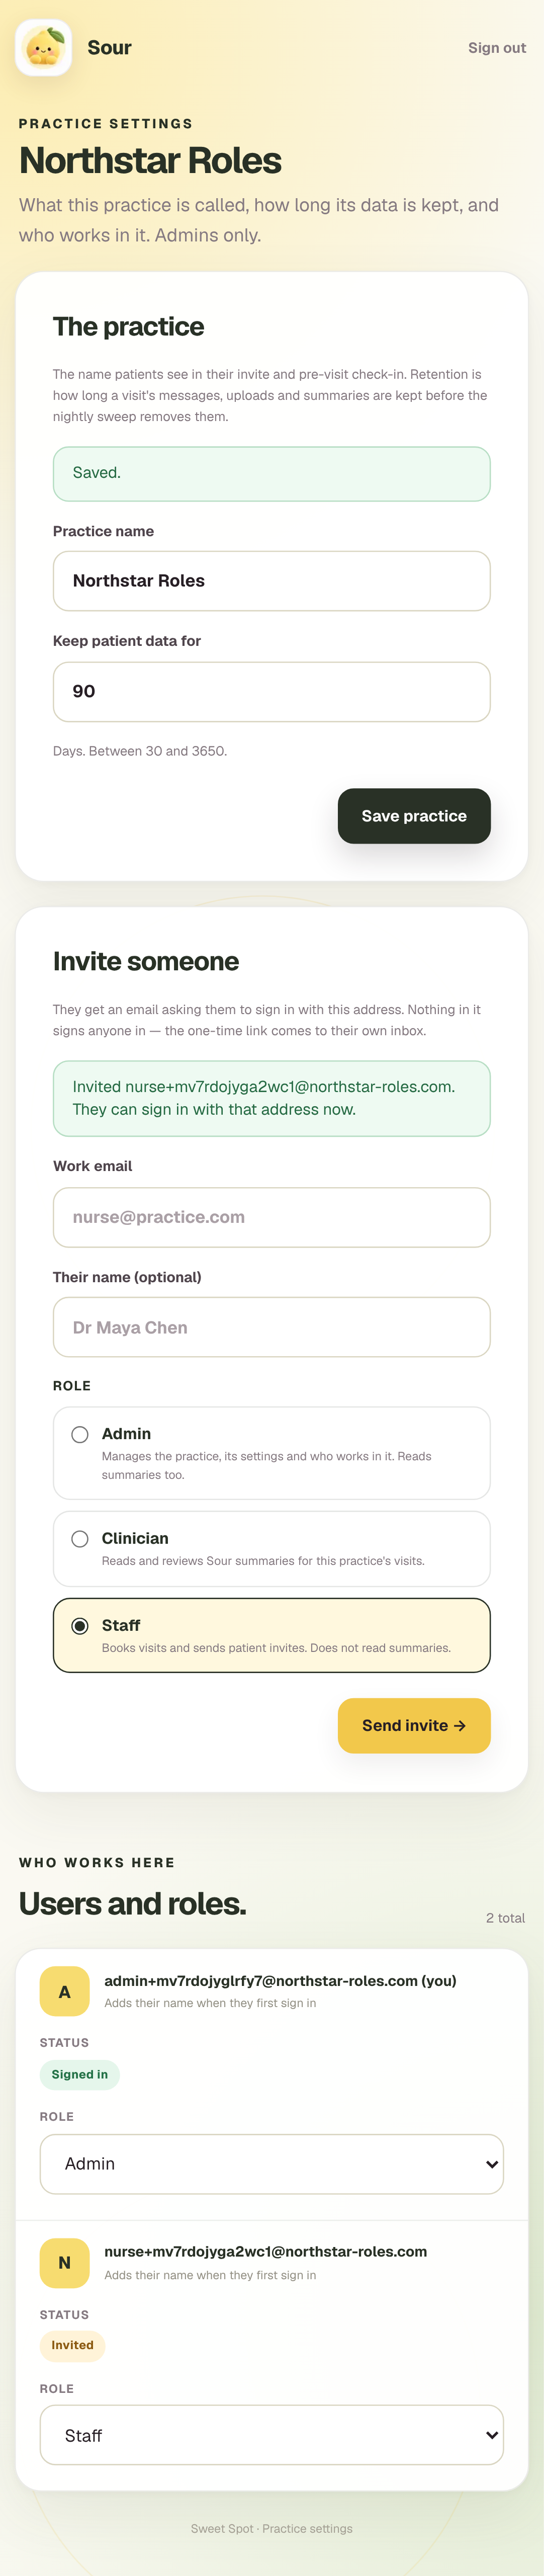 Sour
Sign out
PRACTICE SETTINGS
Northstar Roles
What this practice is called, how long its data is kept, and
who works in it. Admins only.
The practice
The name patients see in their invite and pre-visit check-in. Retention is
how long a visit's messages, uploads and summaries are kept before the
nightly sweep removes them.
Saved.
Practice name
Northstar Roles
Keep patient data for
90
Days. Between 30 and 3650.
Save practice
Invite someone
They get an email asking them to sign in with this address. Nothing in it
signs anyone in — the one-time link comes to their own inbox.
Invited nurse+mv7rdojyga2wc1@northstar-roles.com.
They can sign in with that address now.
Work email
nurse@practice.com
Their name (optional)
Dr Maya Chen
ROLE
Admin
Manages the practice, its settings and who works in it. Reads
summaries too.
Clinician
Reads and reviews Sour summaries for this practice's visits.
Staff
Books visits and sends patient invites. Does not read summaries.
Send invite →
WHO WORKS HERE
Users and roles.
2 total
A
admin+mv7rdojyglrfy7@northstar-roles.com (you)
Adds their name when they first sign in
STATUS
Signed in
ROLE
Admin
N
nurse+mv7rdojyga2wc1@northstar-roles.com
Adds their name when they first sign in
STATUS
Invited
ROLE
Staff
Sweet Spot · Practice settings